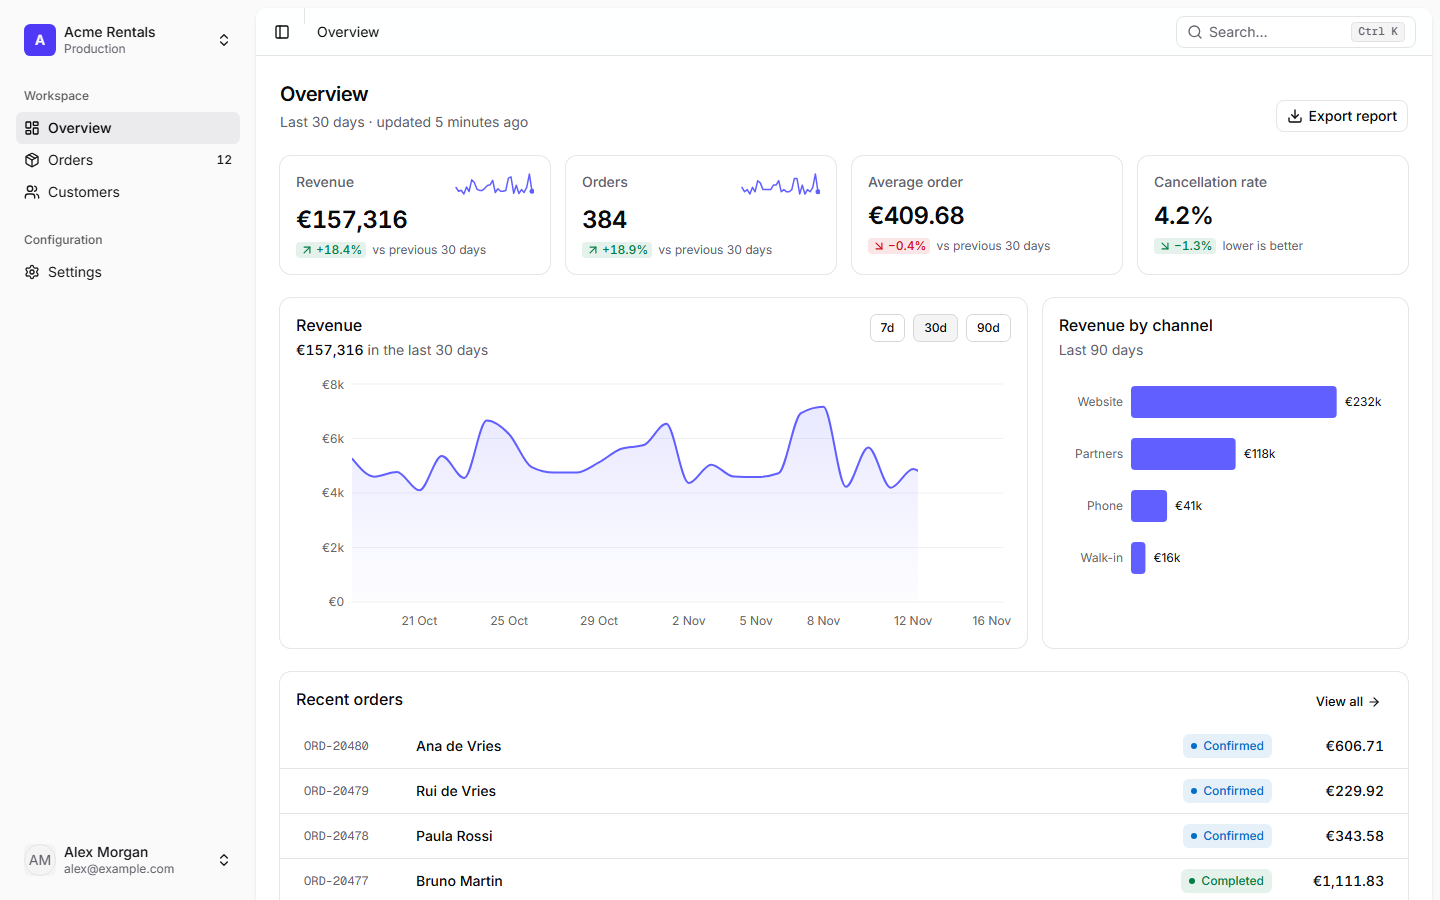 A
Acme Rentals
Production
Workspace
Overview
Orders 12
Customers
Configuration
Settings
AM
Alex Morgan
alex@example.com
Overview
Search...
Ctrl K
Overview
Last 30 days · updated 5 minutes ago
Export report
Revenue
€157,316
+18.4% vs previous 30 days
Orders
384
+18.9% vs previous 30 days
Average order
€409.68
−0.4% vs previous 30 days
Cancellation rate
4.2%
−1.3% lower is better
Revenue
€157,316 in the last 30 days
7d 30d 90d
€8k
€6k
€4k
€2k
€0
21 Oct 25 Oct 29 Oct 2 Nov 5 Nov 8 Nov 12 Nov 16 Nov
Revenue by channel
Last 90 days
Website €232k
Partners €118k
Phone €41k
Walk-in €16k
Recent orders
View all
ORD-20480 Ana de Vries Confirmed €606.71
ORD-20479 Rui de Vries Confirmed €229.92
ORD-20478 Paula Rossi Confirmed €343.58
ORD-20477 Bruno Martin Completed €1,111.83